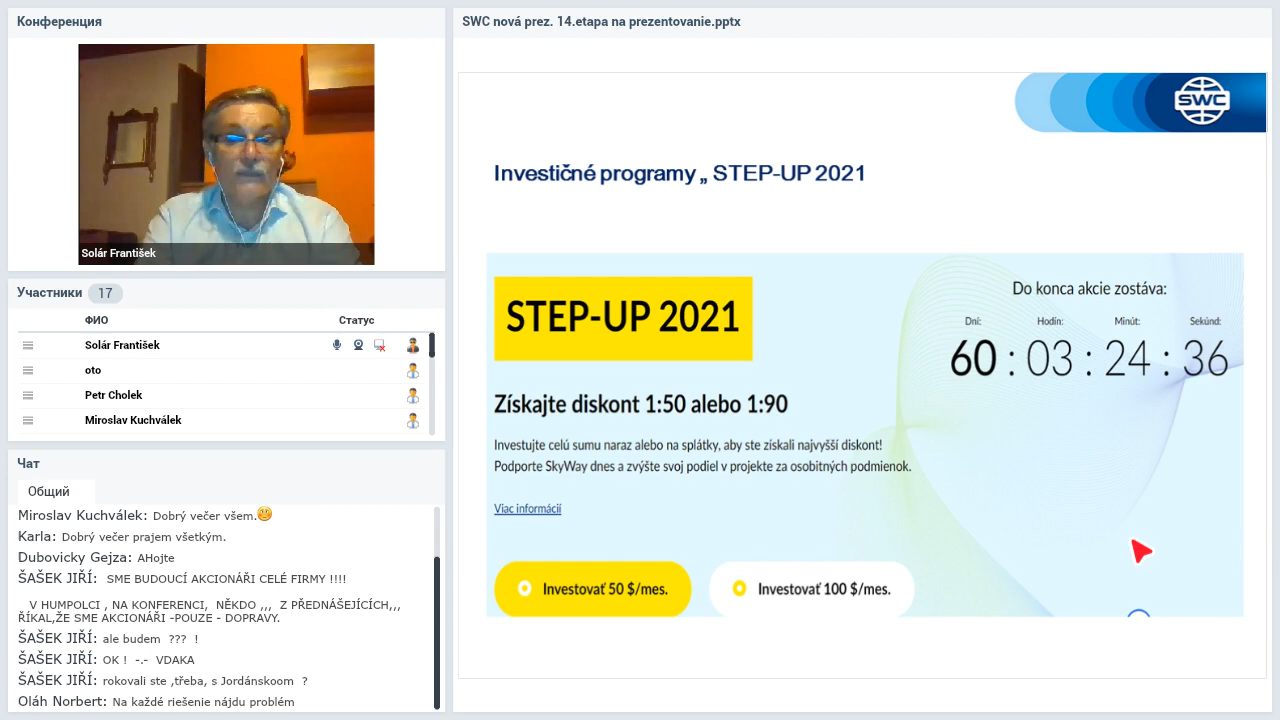 Конференция
Solár František
Участники 17
ФИО Статус
Solár František
oto
Petr Cholek
Miroslav Kuchválek
Чат
Общий
Miroslav Kuchválek: Dobrý večer všem.
Karla: Dobrý večer prajem všetkým.
Dubovicky Gejza: AHojte
ŠAŠEK JIŘÍ: SME BUDOUCÍ AKCIONÁŘI CELÉ FIRMY !!!!
V HUMPOLCI , NA KONFERENCI, NĚKDO ,,, Z PŘEDNÁŠEJÍCÍCH,,,
ŘÍKAL,ŽE SME AKCIONÁŘI -POUZE - DOPRAVY.
ŠAŠEK JIŘÍ: ale budem ??? !
ŠAŠEK JIŘÍ: OK ! -.- VDAKA
ŠAŠEK JIŘÍ: rokovali ste ,třeba, s Jordánskoom ?
Oláh Norbert: Na každé riešenie nájdu problém
SWC nová prez. 14.etapa na prezentovanie.pptx
SWC
Investičné programy „ STEP-UP 2021
STEP-UP 2021
Do konca akcie zostáva:
Dní: Hodín: Minút: Sekúnd:
60 : 03 : 24 : 36
Získajte diskont 1:50 alebo 1:90
Investujte celú sumu naraz alebo na splátky, aby ste získali najvyšší diskont!
Podporte SkyWay dnes a zvýšte svoj podiel v projekte za osobitných podmienok.
Viac informácií
Investovať 50 $/mes.
Investovať 100 $/mes.